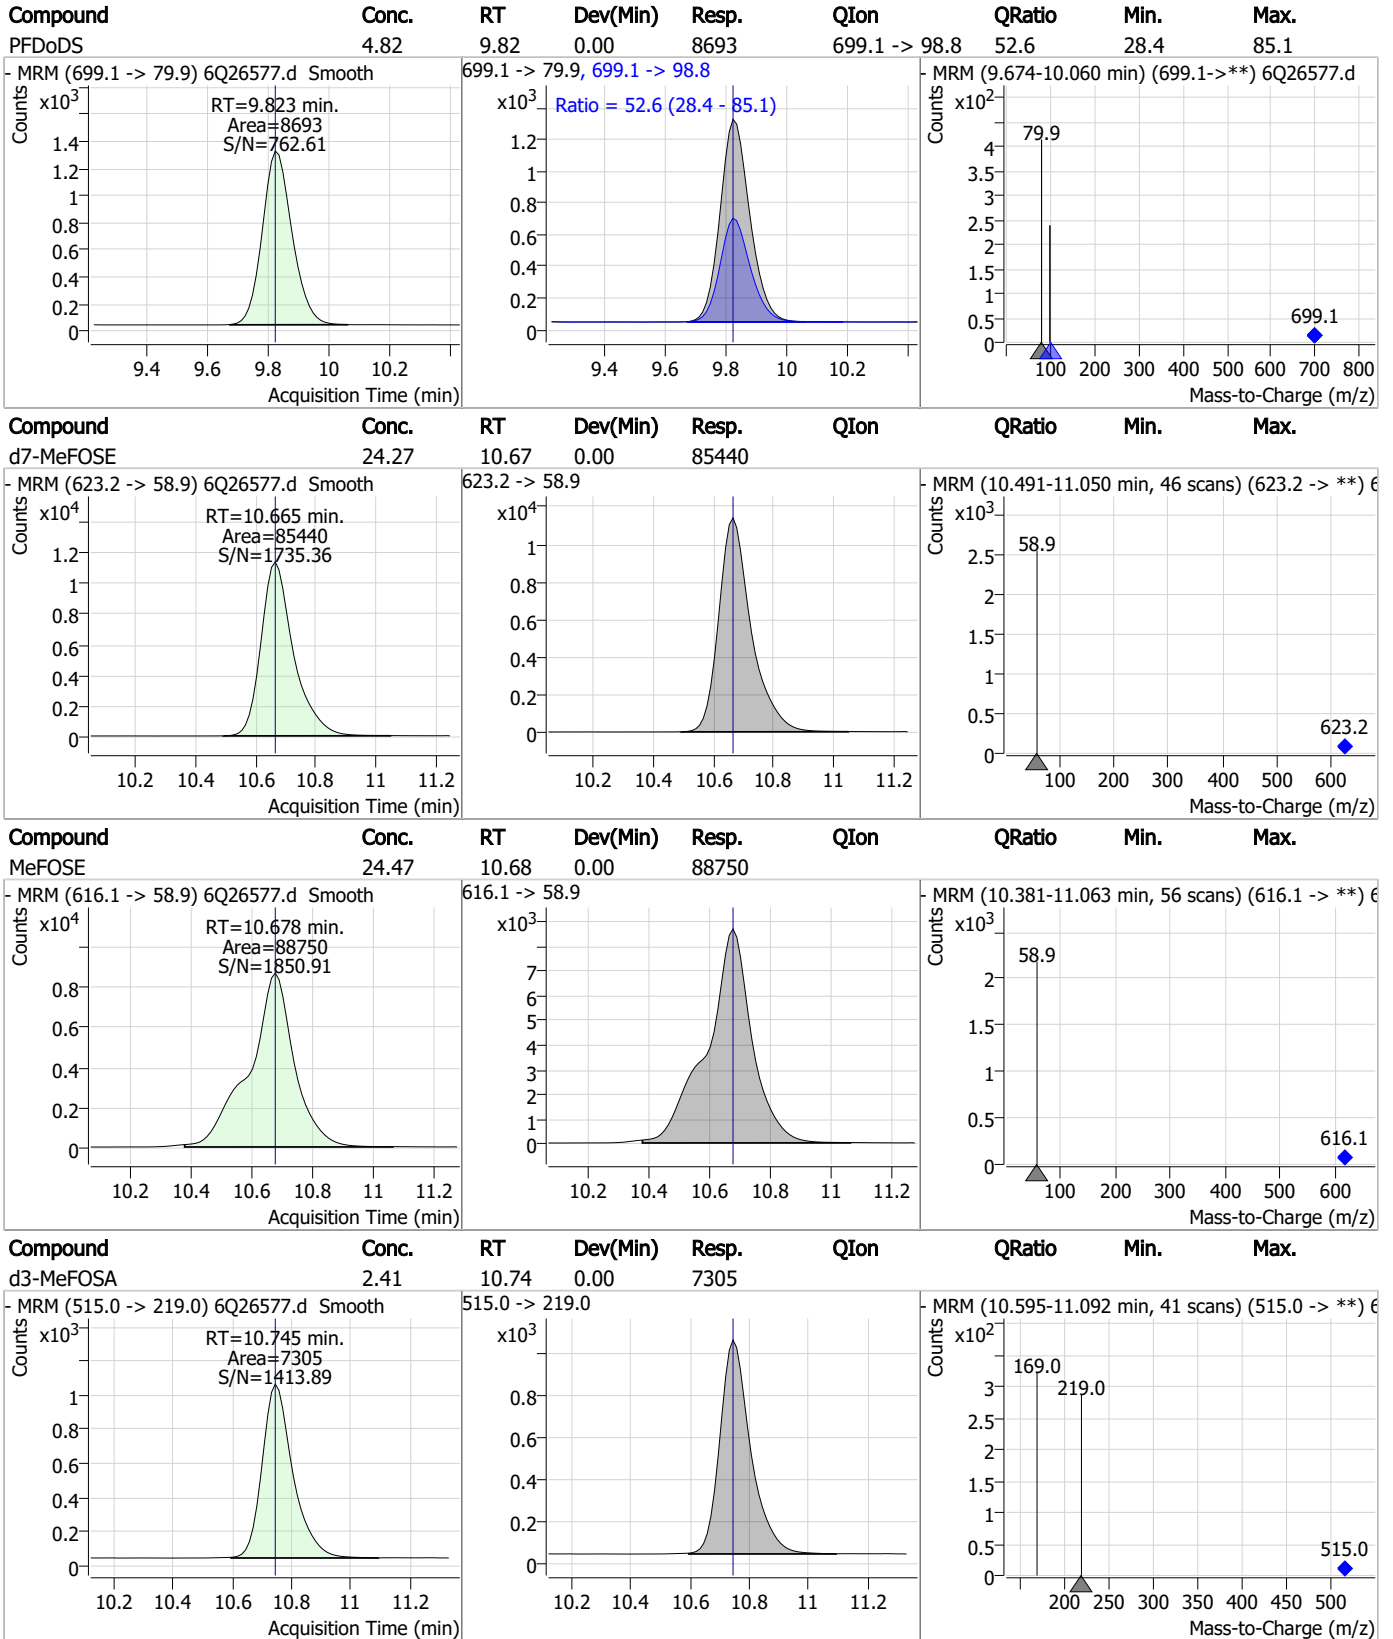 Compound Conc. RT Dev(Min) Resp. QIon QRatio Min. Max.
PFDoDS 4.82 9.82 0.00 8693 699.1 -> 98.8 52.6 28.4 85.1
- MRM (699.1 -> 79.9) 6Q26577.d Smooth
Counts
x10³
RT=9.823 min.
Area=8693
S/N=762.61
1.4
1.2
1
0.8
0.6
0.4
0.2
0
9.4 9.6 9.8 10 10.2
Acquisition Time (min)
699.1 -> 79.9, 699.1 -> 98.8
x10³
Ratio = 52.6 (28.4 - 85.1)
1.2
1
0.8
0.6
0.4
0.2
0
9.4 9.6 9.8 10 10.2
- MRM (9.674-10.060 min) (699.1->**) 6Q26577.d
Counts
x10²
79.9
4
3.5
3
2.5
2
1.5
1
0.5
0
699.1
100 200 300 400 500 600 700 800
Mass-to-Charge (m/z)
Compound Conc. RT Dev(Min) Resp. QIon QRatio Min. Max.
d7-MeFOSE 24.27 10.67 0.00 85440
- MRM (623.2 -> 58.9) 6Q26577.d Smooth
Counts
x10⁴
RT=10.665 min.
Area=85440
S/N=1735.36
1.2
1
0.8
0.6
0.4
0.2
0
10.2 10.4 10.6 10.8 11 11.2
Acquisition Time (min)
623.2 -> 58.9
x10⁴
1
0.8
0.6
0.4
0.2
0
10.2 10.4 10.6 10.8 11 11.2
- MRM (10.491-11.050 min, 46 scans) (623.2 -> **) 6
Counts
x10³
58.9
2.5
2
1.5
1
0.5
0
623.2
100 200 300 400 500 600
Mass-to-Charge (m/z)
Compound Conc. RT Dev(Min) Resp. QIon QRatio Min. Max.
MeFOSE 24.47 10.68 0.00 88750
- MRM (616.1 -> 58.9) 6Q26577.d Smooth
Counts
x10⁴
RT=10.678 min.
Area=88750
S/N=1850.91
0.8
0.6
0.4
0.2
0
10.2 10.4 10.6 10.8 11 11.2
Acquisition Time (min)
616.1 -> 58.9
x10³
7
6
5
4
3
2
1
0
10.2 10.4 10.6 10.8 11 11.2
- MRM (10.381-11.063 min, 56 scans) (616.1 -> **) 6
Counts
x10³
58.9
2
1.5
1
0.5
0
616.1
100 200 300 400 500 600
Mass-to-Charge (m/z)
Compound Conc. RT Dev(Min) Resp. QIon QRatio Min. Max.
d3-MeFOSA 2.41 10.74 0.00 7305
- MRM (515.0 -> 219.0) 6Q26577.d Smooth
Counts
x10³
RT=10.745 min.
Area=7305
S/N=1413.89
1
0.8
0.6
0.4
0.2
0
10.2 10.4 10.6 10.8 11 11.2
Acquisition Time (min)
515.0 -> 219.0
x10³
0.8
0.6
0.4
0.2
0
10.2 10.4 10.6 10.8 11 11.2
- MRM (10.595-11.092 min, 41 scans) (515.0 -> **) 6
Counts
x10²
169.0
219.0
3
2.5
2
1.5
1
0.5
0
515.0
200 250 300 350 400 450 500
Mass-to-Charge (m/z)